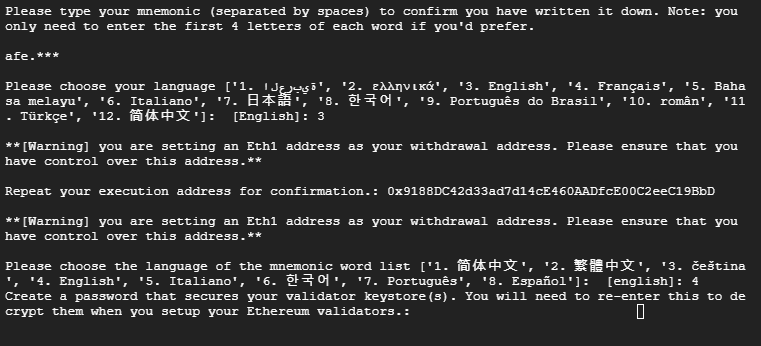 Please type your mnemonic (separated by spaces) to confirm you have written it down. Note: you
only need to enter the first 4 letters of each word if you'd prefer.
afe.***
Please choose your language ['1. العربية', '2. ελληνικά', '3. English', '4. Français', '5. Baha
sa melayu', '6. Italiano', '7. 日本語', '8. 한국어', '9. Português do Brasil', '10. român', '11
. Türkçe', '12. 简体中文']:  [English]: 3
**[Warning] you are setting an Eth1 address as your withdrawal address. Please ensure that you
have control over this address.**
Repeat your execution address for confirmation.: 0x9188DC42d33ad7d14cE460AADfcE00C2eeC19BbD
**[Warning] you are setting an Eth1 address as your withdrawal address. Please ensure that you
have control over this address.**
Please choose the language of the mnemonic word list ['1. 简体中文', '2. 繁體中文', '3. čeština
', '4. English', '5. Italiano', '6. 한국어', '7. Português', '8. Español']:  [english]: 4
Create a password that secures your validator keystore(s). You will need to re-enter this to de
crypt them when you setup your Ethereum validators.: